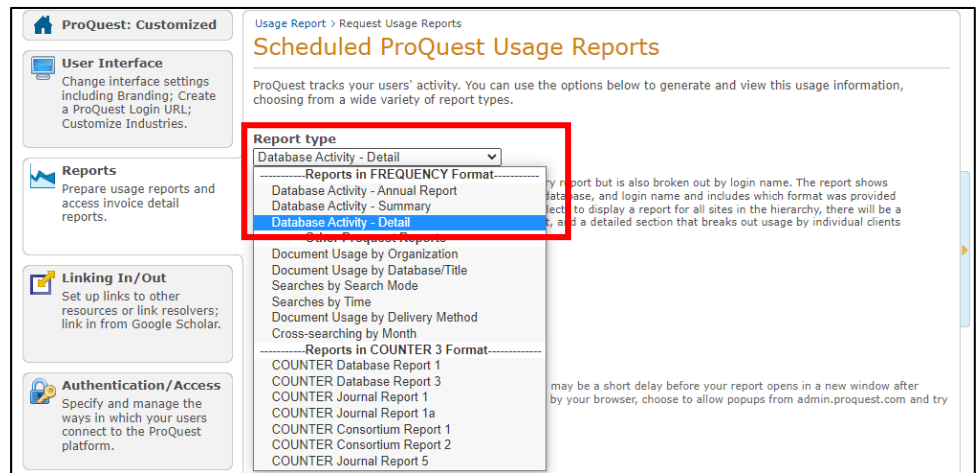 ProQuest: Customized
User Interface
Change interface settings
including Branding; Create
a ProQuest Login URL;
Customize Industries.
Reports
Prepare usage reports and
access invoice detail
reports.
Linking In/Out
Set up links to other
resources or link resolvers;
link in from Google Scholar.
Authentication/Access
Specify and manage the
ways in which your users
connect to the ProQuest
platform.
Usage Report > Request Usage Reports
Scheduled ProQuest Usage Reports
ProQuest tracks your users' activity. You can use the options below to generate and view this usage information,
choosing from a wide variety of report types.
Report type
Database Activity - Detail
-----------Reports in FREQUENCY Format-----------
Database Activity - Annual Report
Database Activity - Summary
Database Activity - Detail
Other Proquest Reports
Document Usage by Organization
Document Usage by Database/Title
Searches by Search Mode
Searches by Time
Document Usage by Delivery Method
Cross-searching by Month
-----------Reports in COUNTER 3 Format-------------
COUNTER Database Report 1
COUNTER Database Report 3
COUNTER Journal Report 1
COUNTER Journal Report 1a
COUNTER Consortium Report 1
COUNTER Consortium Report 2
COUNTER Journal Report 5
report but is also broken out by login name. The report shows
database, and login name and includes which format was provided
to display a report for all sites in the hierarchy, there will be a
and a detailed section that breaks out usage by individual clients
may be a short delay before your report opens in a new window after
by your browser, choose to allow popups from admin.proquest.com and try